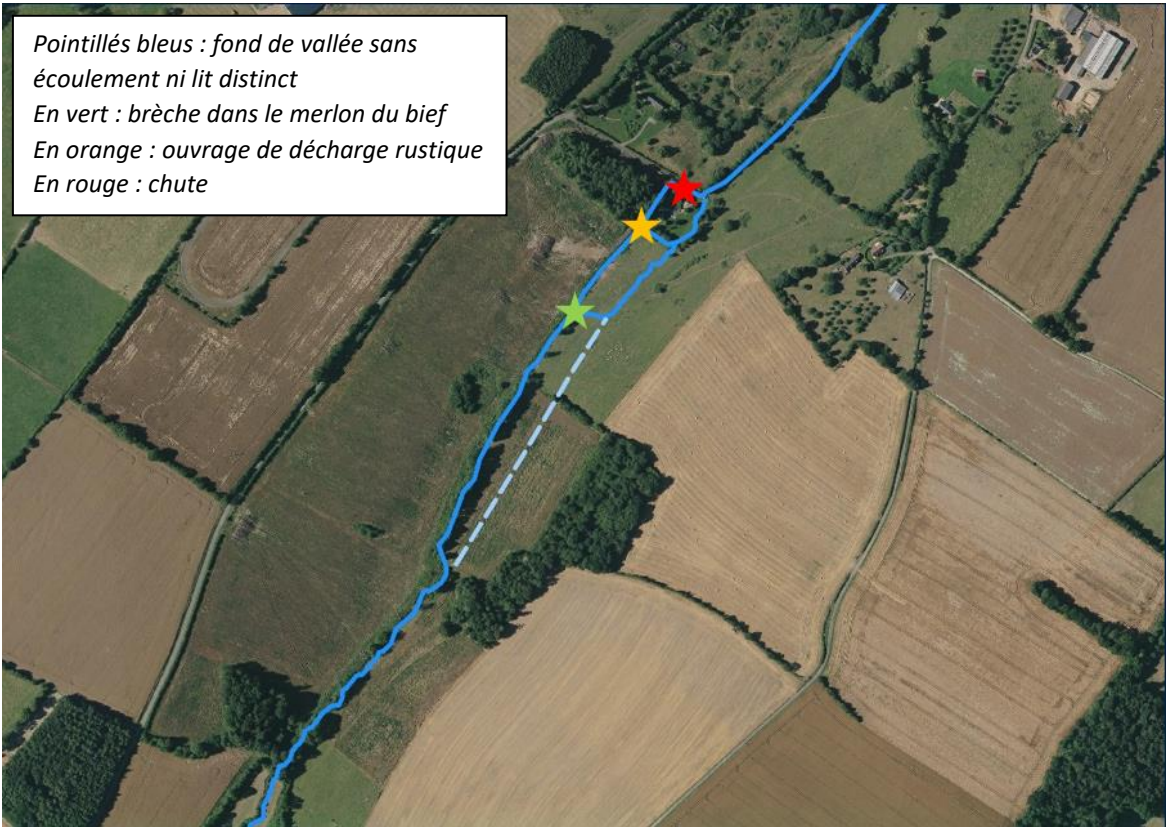 Pointillés bleus : fond de vallée sans
écoulement ni lit distinct
En vert : brèche dans le merlon du bief
En orange : ouvrage de décharge rustique
En rouge : chute